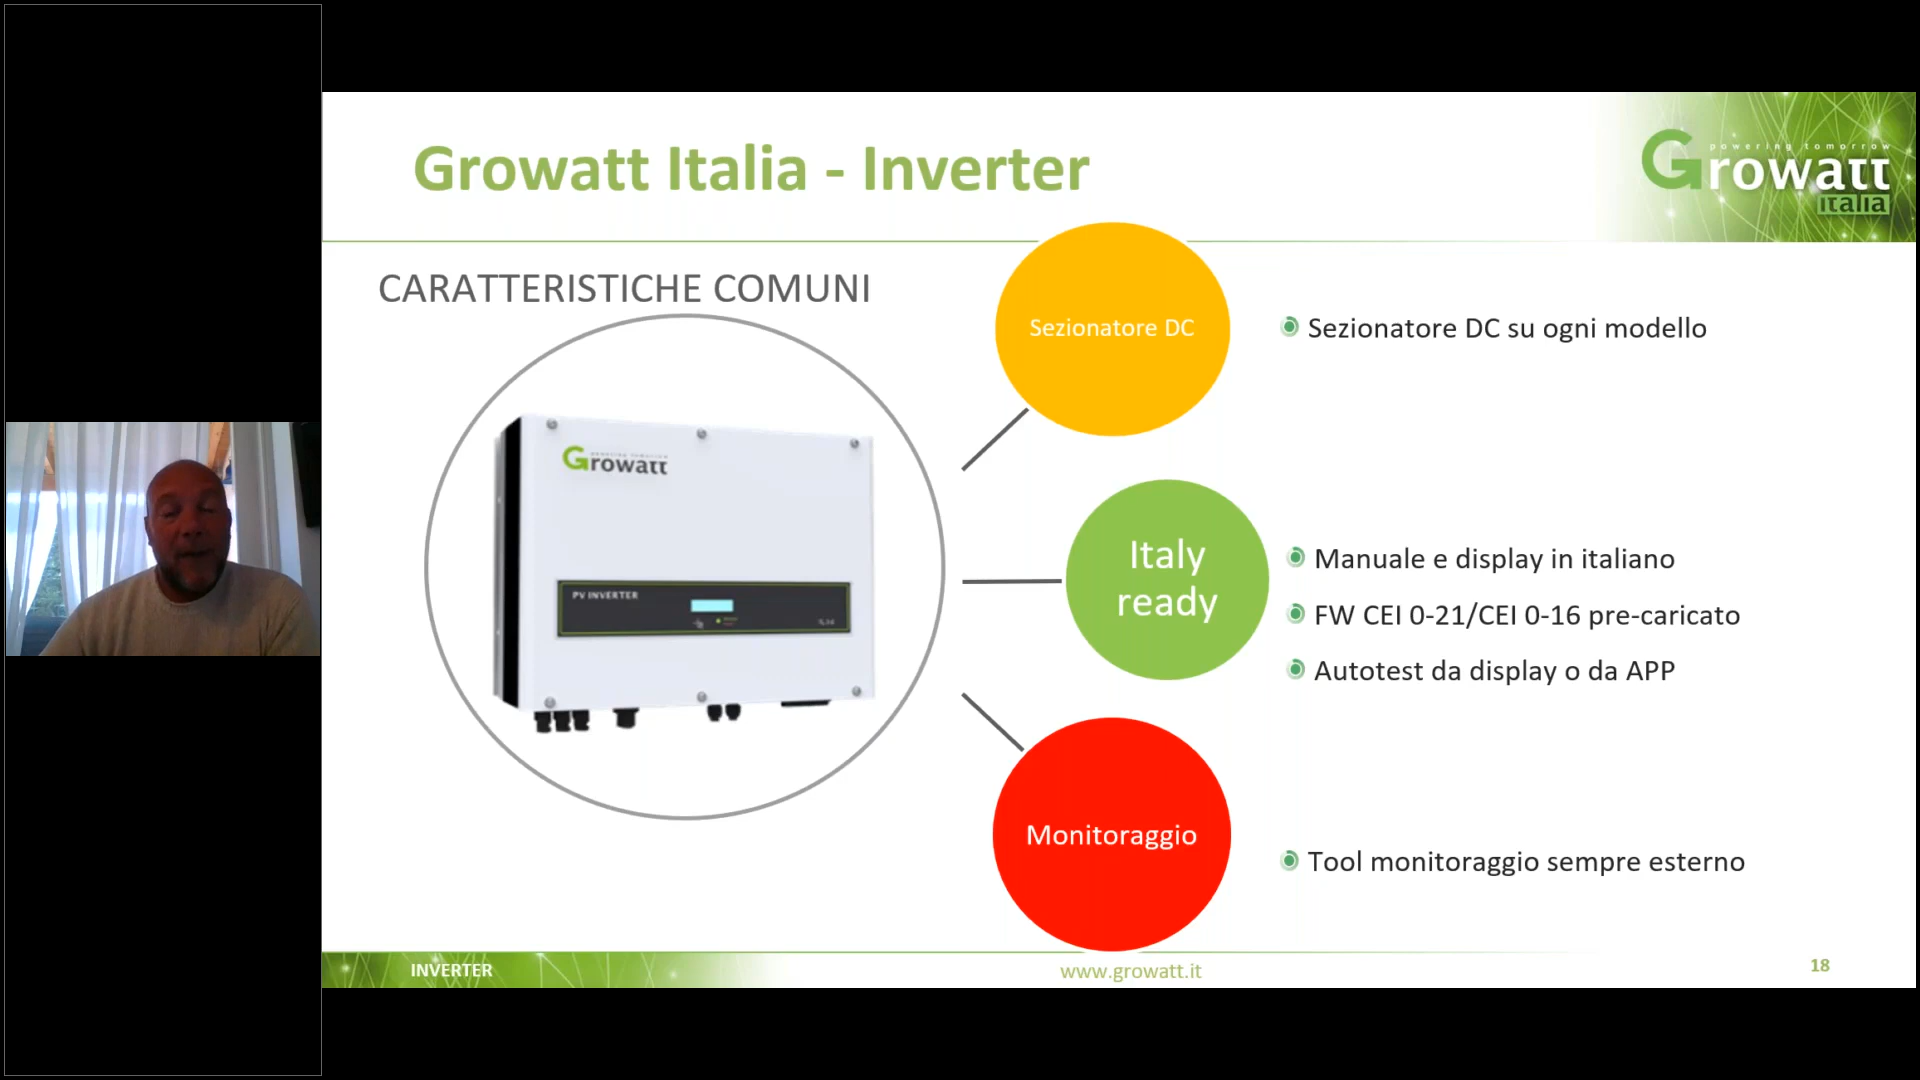 Growatt Italia - Inverter
powering tomorrow
Growatt
italia
CARATTERISTICHE COMUNI
Growatt
PV INVERTER
Sezionatore DC
Sezionatore DC su ogni modello
Italy
ready
Manuale e display in italiano
FW CEI 0-21/CEI 0-16 pre-caricato
Autotest da display o da APP
Monitoraggio
Tool monitoraggio sempre esterno
INVERTER
www.growatt.it
18